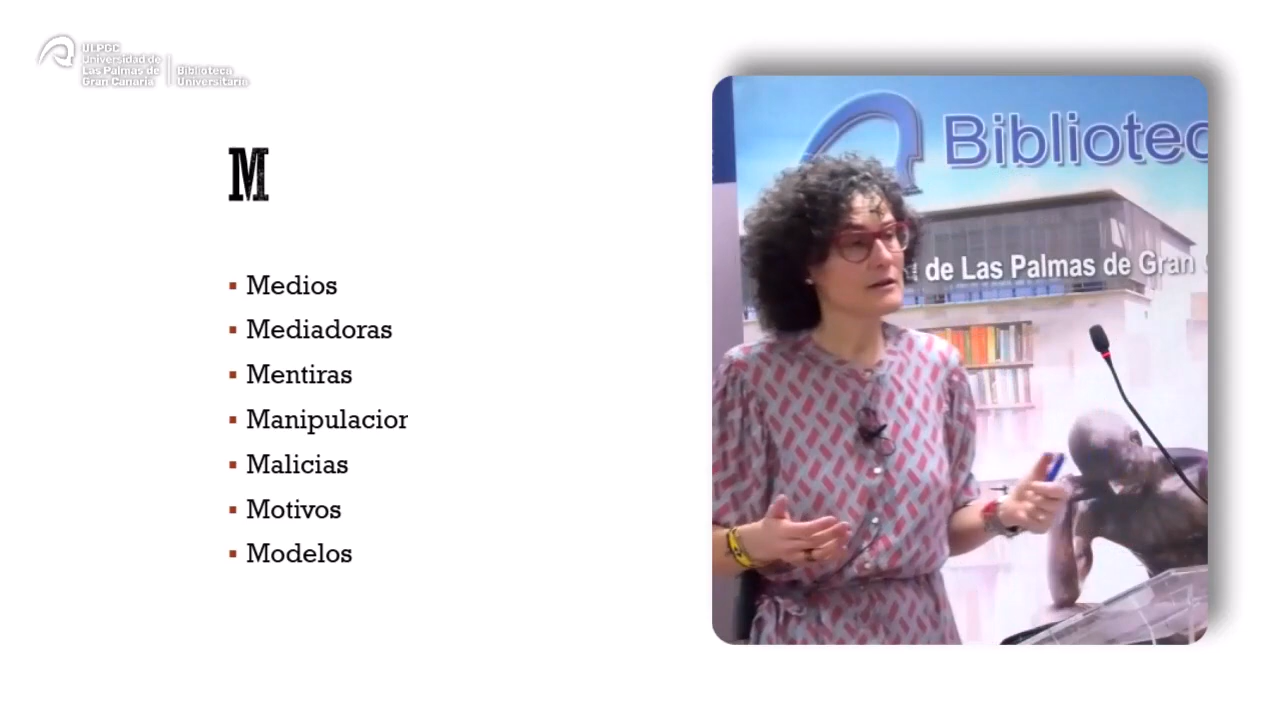 ULPGC
Universidad de
Las Palmas de
Gran Canaria
Biblioteca
Universitaria
M
Medios
Mediadoras
Mentiras
Manipulacior
Malicias
Motivos
Modelos
Bibliotec
de Las Palmas de Gran